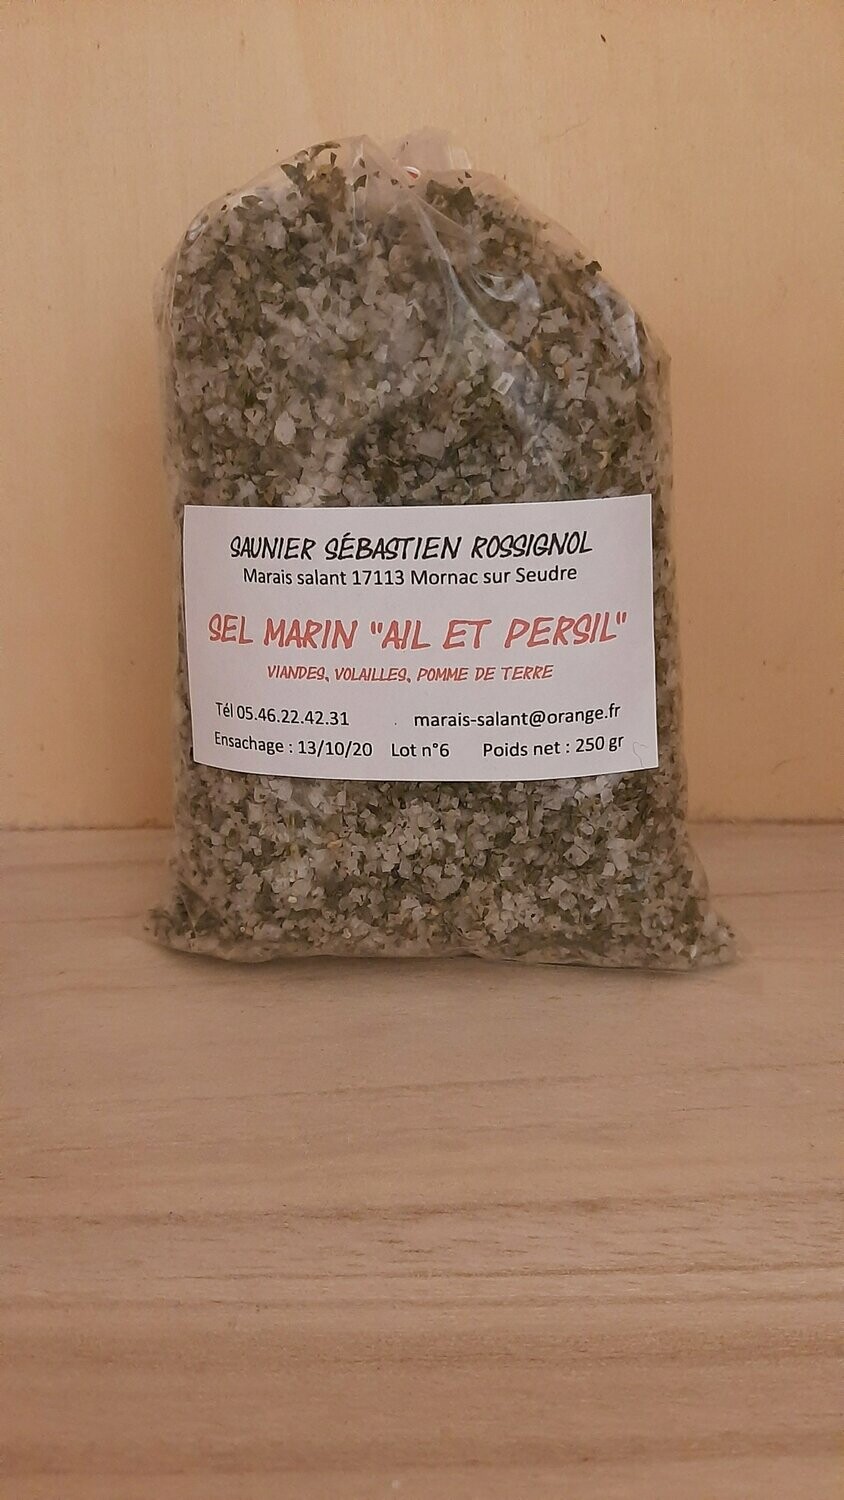 SAUNIER SÉBASTIEN ROSSIGNOL
Marais salant 17113 Mornac sur Seudre
SEL MARIN "AIL ET PERSIL"
VIANDES, VOLAILLES, POMME DE TERRE
Tél 05.46.22.42.31 marais-salant@orange.fr
Ensachage : 13/10/20 Lot n°6 Poids net : 250 gr